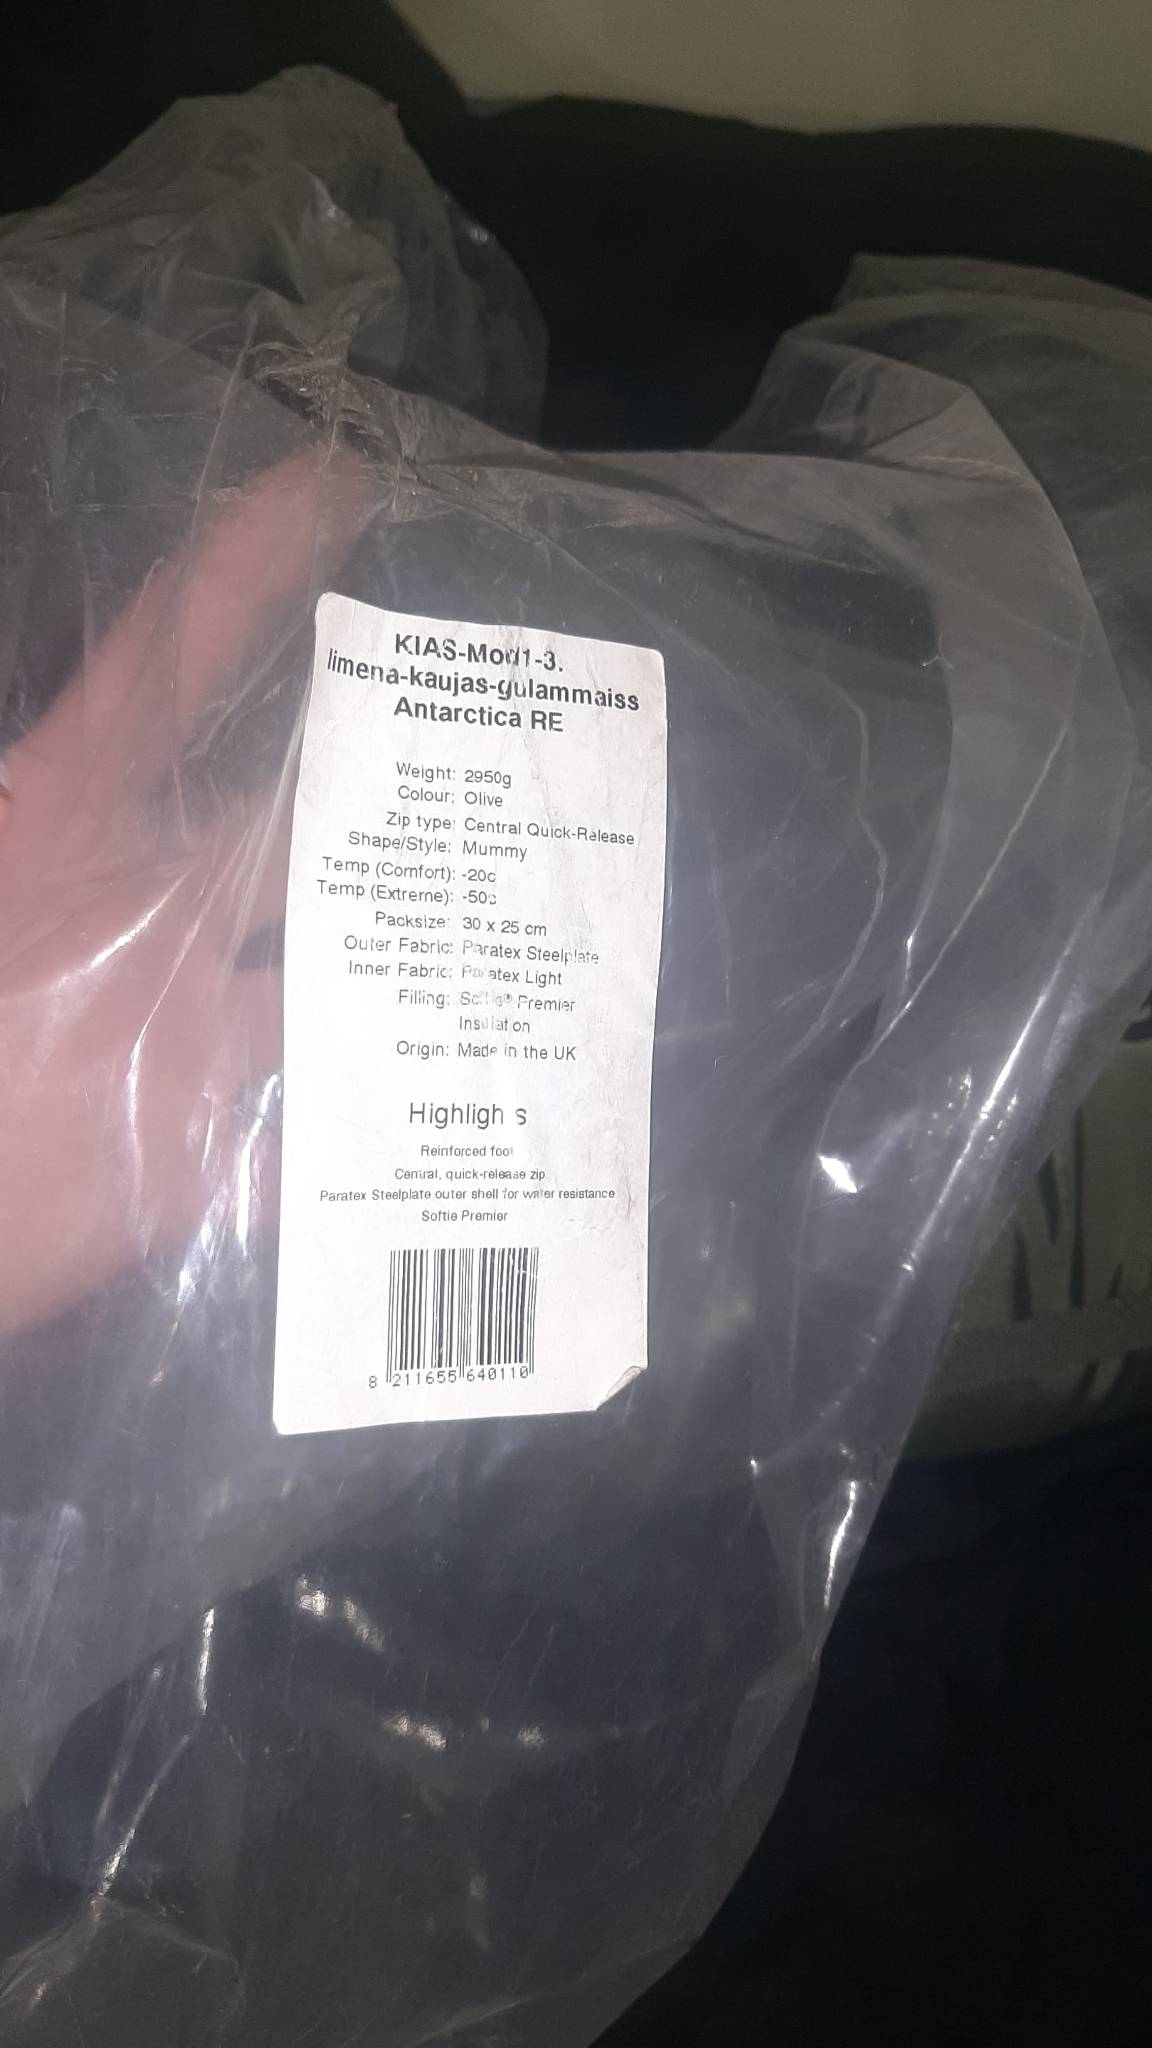 KIAS-Mod1-3.
limena-kaujas-gulammaiss
Antarctica RE
Weight: 2950g
Colour: Olive
Zip type: Central Quick-Release
Shape/Style: Mummy
Temp (Comfort): -20c
Temp (Extreme): -50c
Packsize: 30 x 25 cm
Outer Fabric: Paratex Steelplate
Inner Fabric: Paratex Light
Filling: Softie® Premier
Insulation
Origin: Made in the UK
Highlights
Reinforced foot
Central, quick-release zip
Paratex Steelplate outer shell for water resistance
Softie Premier
8 211655 640110